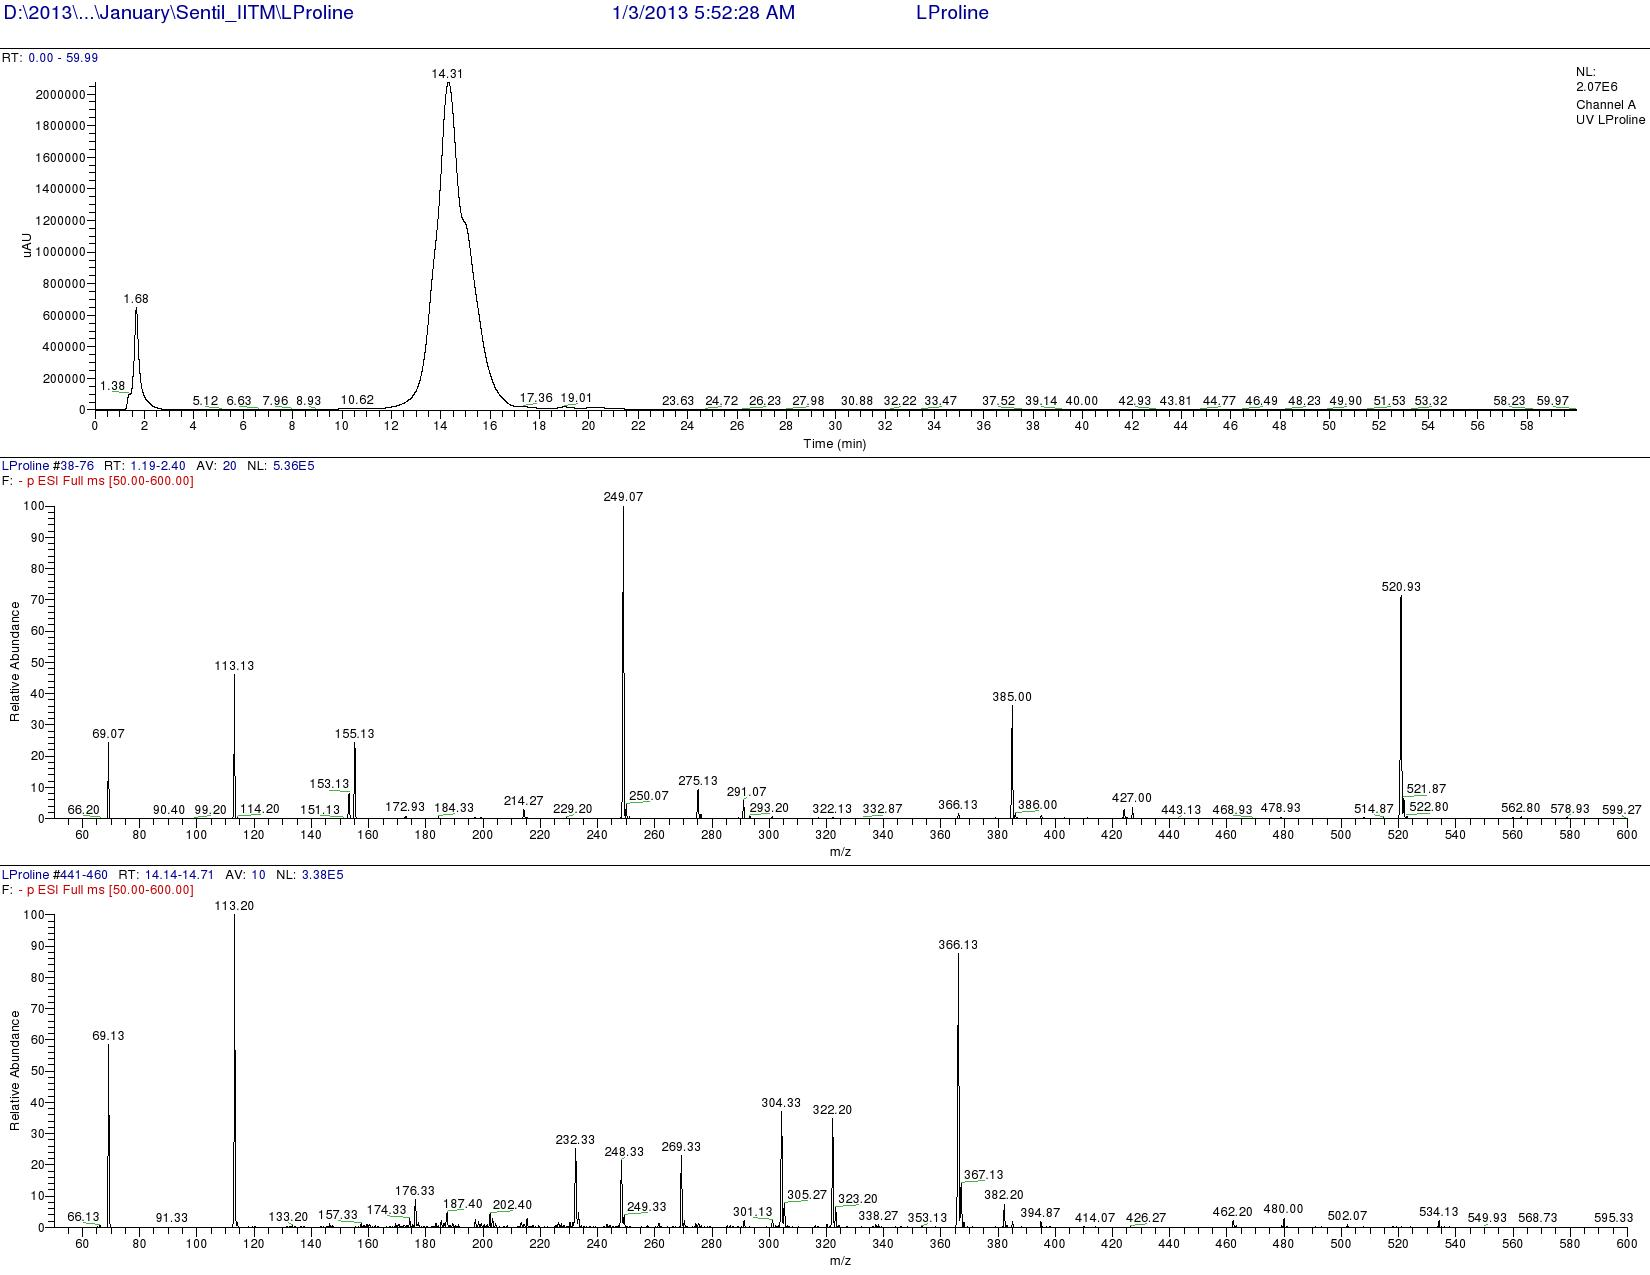 D:\2013\...\January\Sentil_IITM\LProline 1/3/2013 5:52:28 AM LProline
RT: 0.00 - 59.99
14.31
NL:
2.07E6
Channel A
UV LProline
2000000
1800000
1600000
1400000
1200000
1000000
800000
600000
400000
200000
0
uAU
1.68
1.38
5.12 6.63 7.96 8.93 10.62 17.36 19.01 23.63 24.72 26.23 27.98 30.88 32.22 33.47 37.52 39.14 40.00 42.93 43.81 44.77 46.49 48.23 49.90 51.53 53.32 58.23 59.97
0 2 4 6 8 10 12 14 16 18 20 22 24 26 28 30 32 34 36 38 40 42 44 46 48 50 52 54 56 58
Time (min)
LProline #38-76 RT: 1.19-2.40 AV: 20 NL: 5.36E5
F: - p ESI Full ms [50.00-600.00]
100
90
80
70
60
50
40
30
20
10
0
Relative Abundance
249.07
520.93
113.13
385.00
69.07
155.13
153.13
275.13
291.07
250.07
214.27
427.00
521.87
66.20 90.40 99.20 114.20 151.13 172.93 184.33 229.20 293.20 322.13 332.87 366.13 386.00 443.13 468.93 478.93 514.87 522.80 562.80 578.93 599.27
60 80 100 120 140 160 180 200 220 240 260 280 300 320 340 360 380 400 420 440 460 480 500 520 540 560 580 600
m/z
LProline #441-460 RT: 14.14-14.71 AV: 10 NL: 3.38E5
F: - p ESI Full ms [50.00-600.00]
100
90
80
70
60
50
40
30
20
10
0
Relative Abundance
113.20
366.13
69.13
304.33
322.20
232.33
248.33
269.33
367.13
176.33
305.27
382.20
187.40
202.40
323.20
66.13 91.33 133.20 157.33 174.33 249.33 301.13 338.27 353.13 394.87 414.07 426.27 462.20 480.00 502.07 534.13 549.93 568.73 595.33
60 80 100 120 140 160 180 200 220 240 260 280 300 320 340 360 380 400 420 440 460 480 500 520 540 560 580 600
m/z